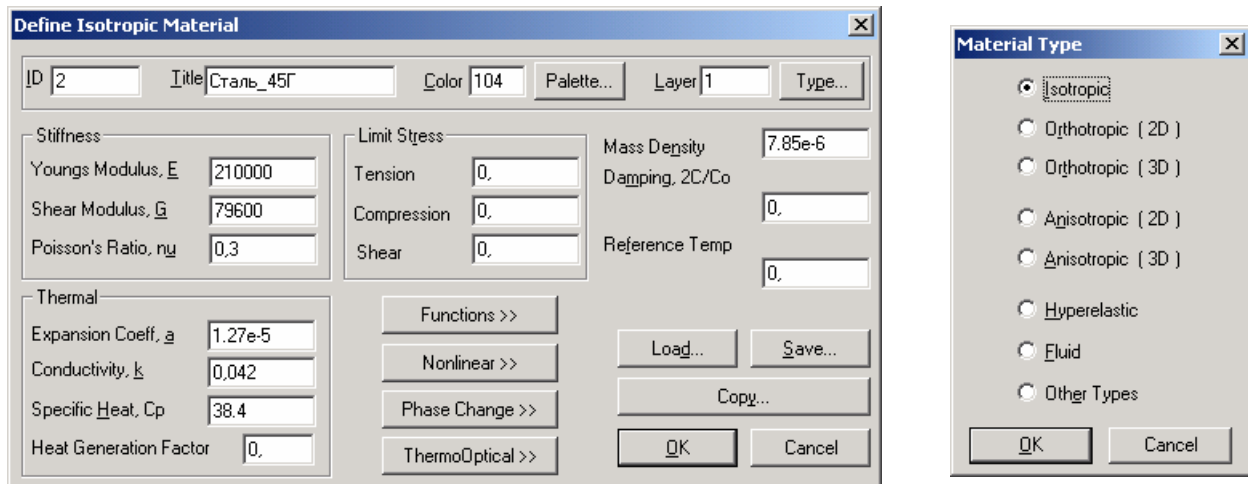 Define Isotropic Material
ID 2 Title Сталь_45Г Color 104 Palette... Layer 1 Type...
Stiffness
Youngs Modulus, E 210000
Shear Modulus, G 79600
Poisson's Ratio, nu 0,3
Limit Stress
Tension 0,
Compression 0,
Shear 0,
Mass Density 7.85e-6
Damping, 2C/Co
0,
Reference Temp
0,
Thermal
Expansion Coeff, a 1.27e-5
Conductivity, k 0,042
Specific Heat, Cp 38.4
Heat Generation Factor 0,
Functions >>
Nonlinear >>
Phase Change >>
ThermoOptical >>
Load... Save...
Copy...
OK Cancel
Material Type
Isotropic
Orthotropic ( 2D )
Orthotropic ( 3D )
Anisotropic ( 2D )
Anisotropic ( 3D )
Hyperelastic
Fluid
Other Types
OK Cancel